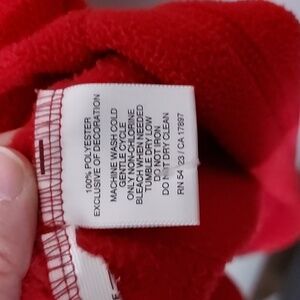 100% POLYESTER
EXCLUSIVE OF DECORATION
MACHINE WASH COLD
GENTLE CYCLE
ONLY NON-CHLORINE
BLEACH WHEN NEEDED
TUMBLE DRY LOW
DO NOT IRON
DO NOT DRY CLEAN
RN 54 23 / CA 17897